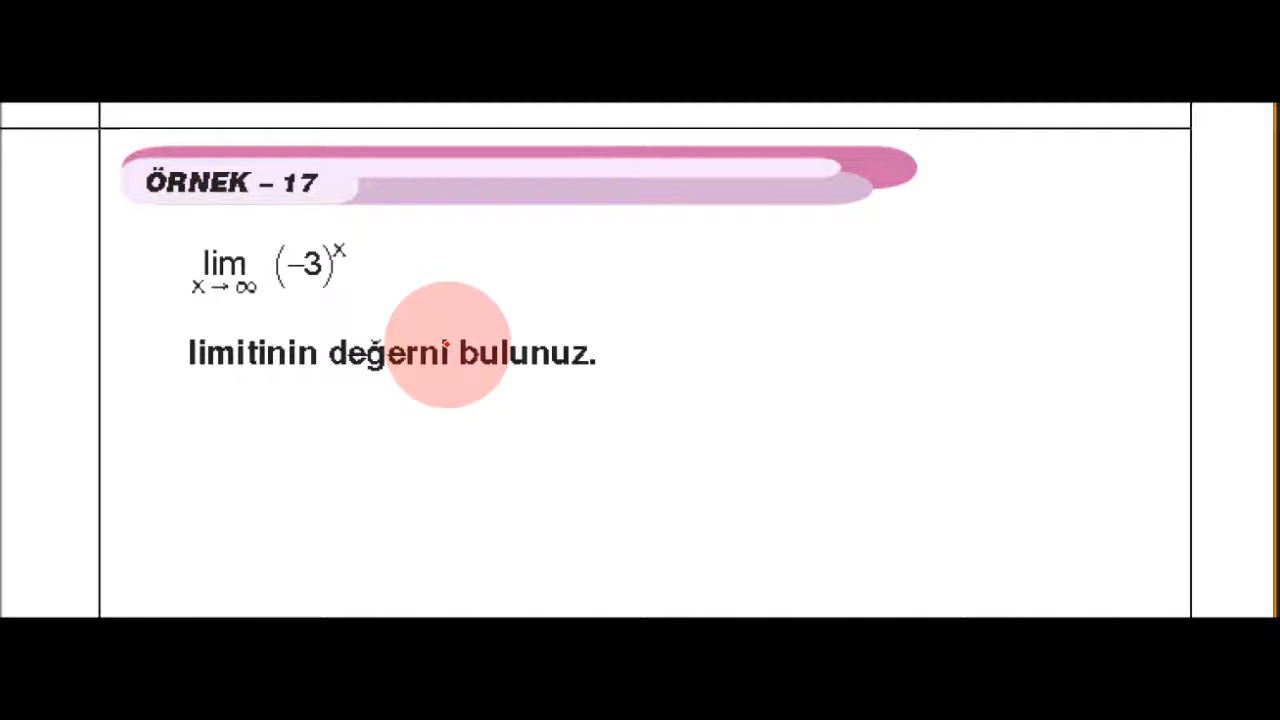 ÖRNEK – 17
lim (–3)^x
x → ∞
limitinin değerni bulunuz.